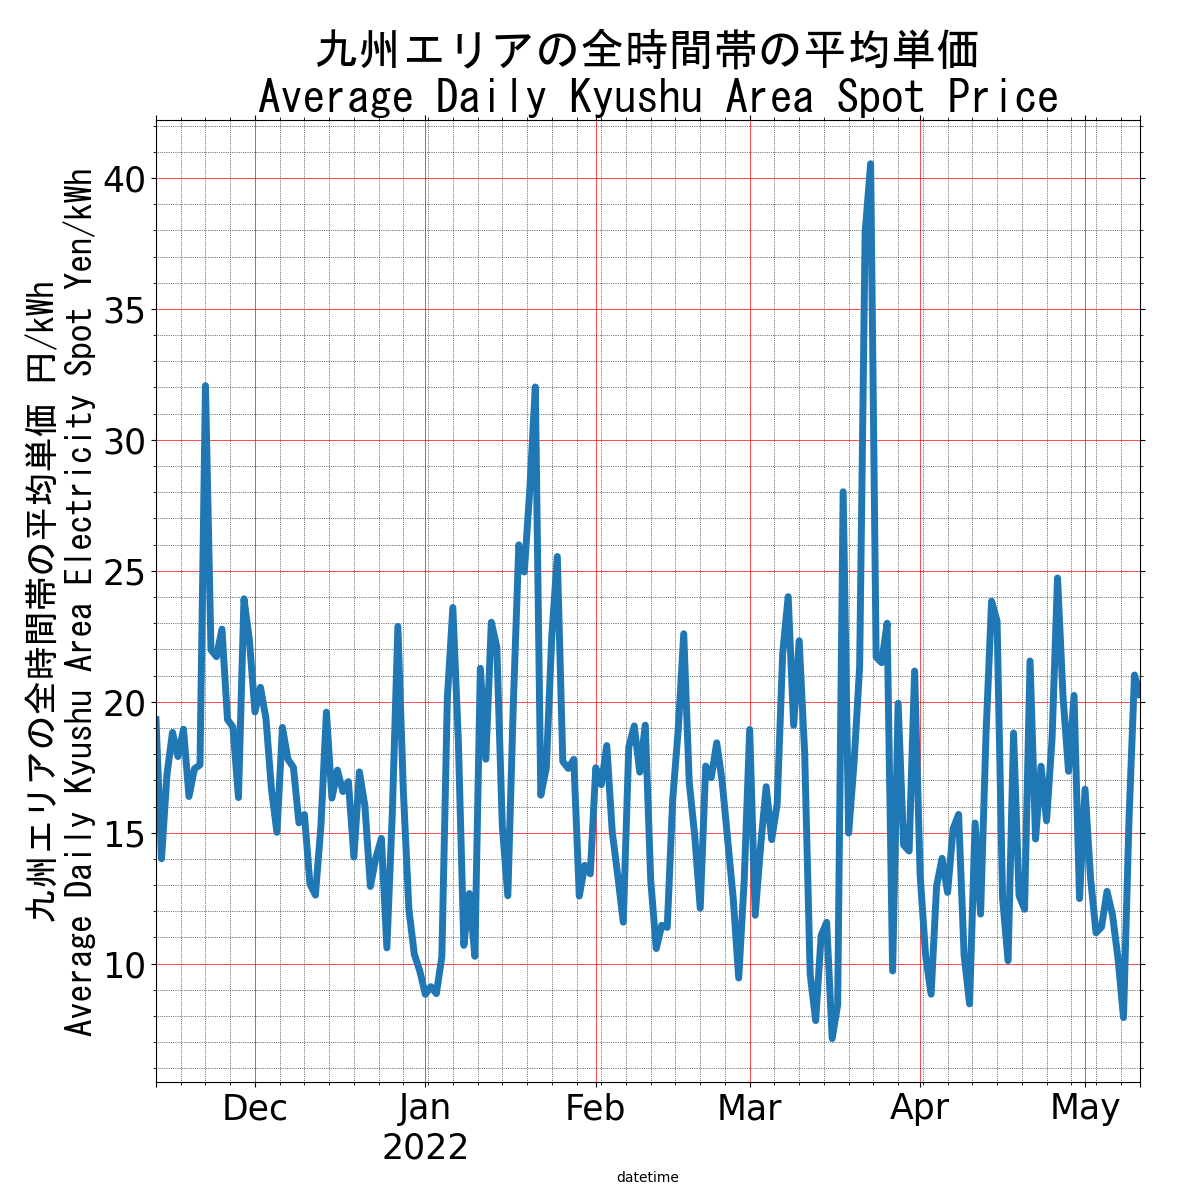 九州エリアの全時間帯の平均単価
Average Daily Kyushu Area Spot Price
九州エリアの全時間帯の平均単価 円/kWh
Average Daily Kyushu Area Electricity Spot Yen/kWh
40
35
30
25
20
15
10
Dec
Jan
2022
Feb
Mar
Apr
May
datetime